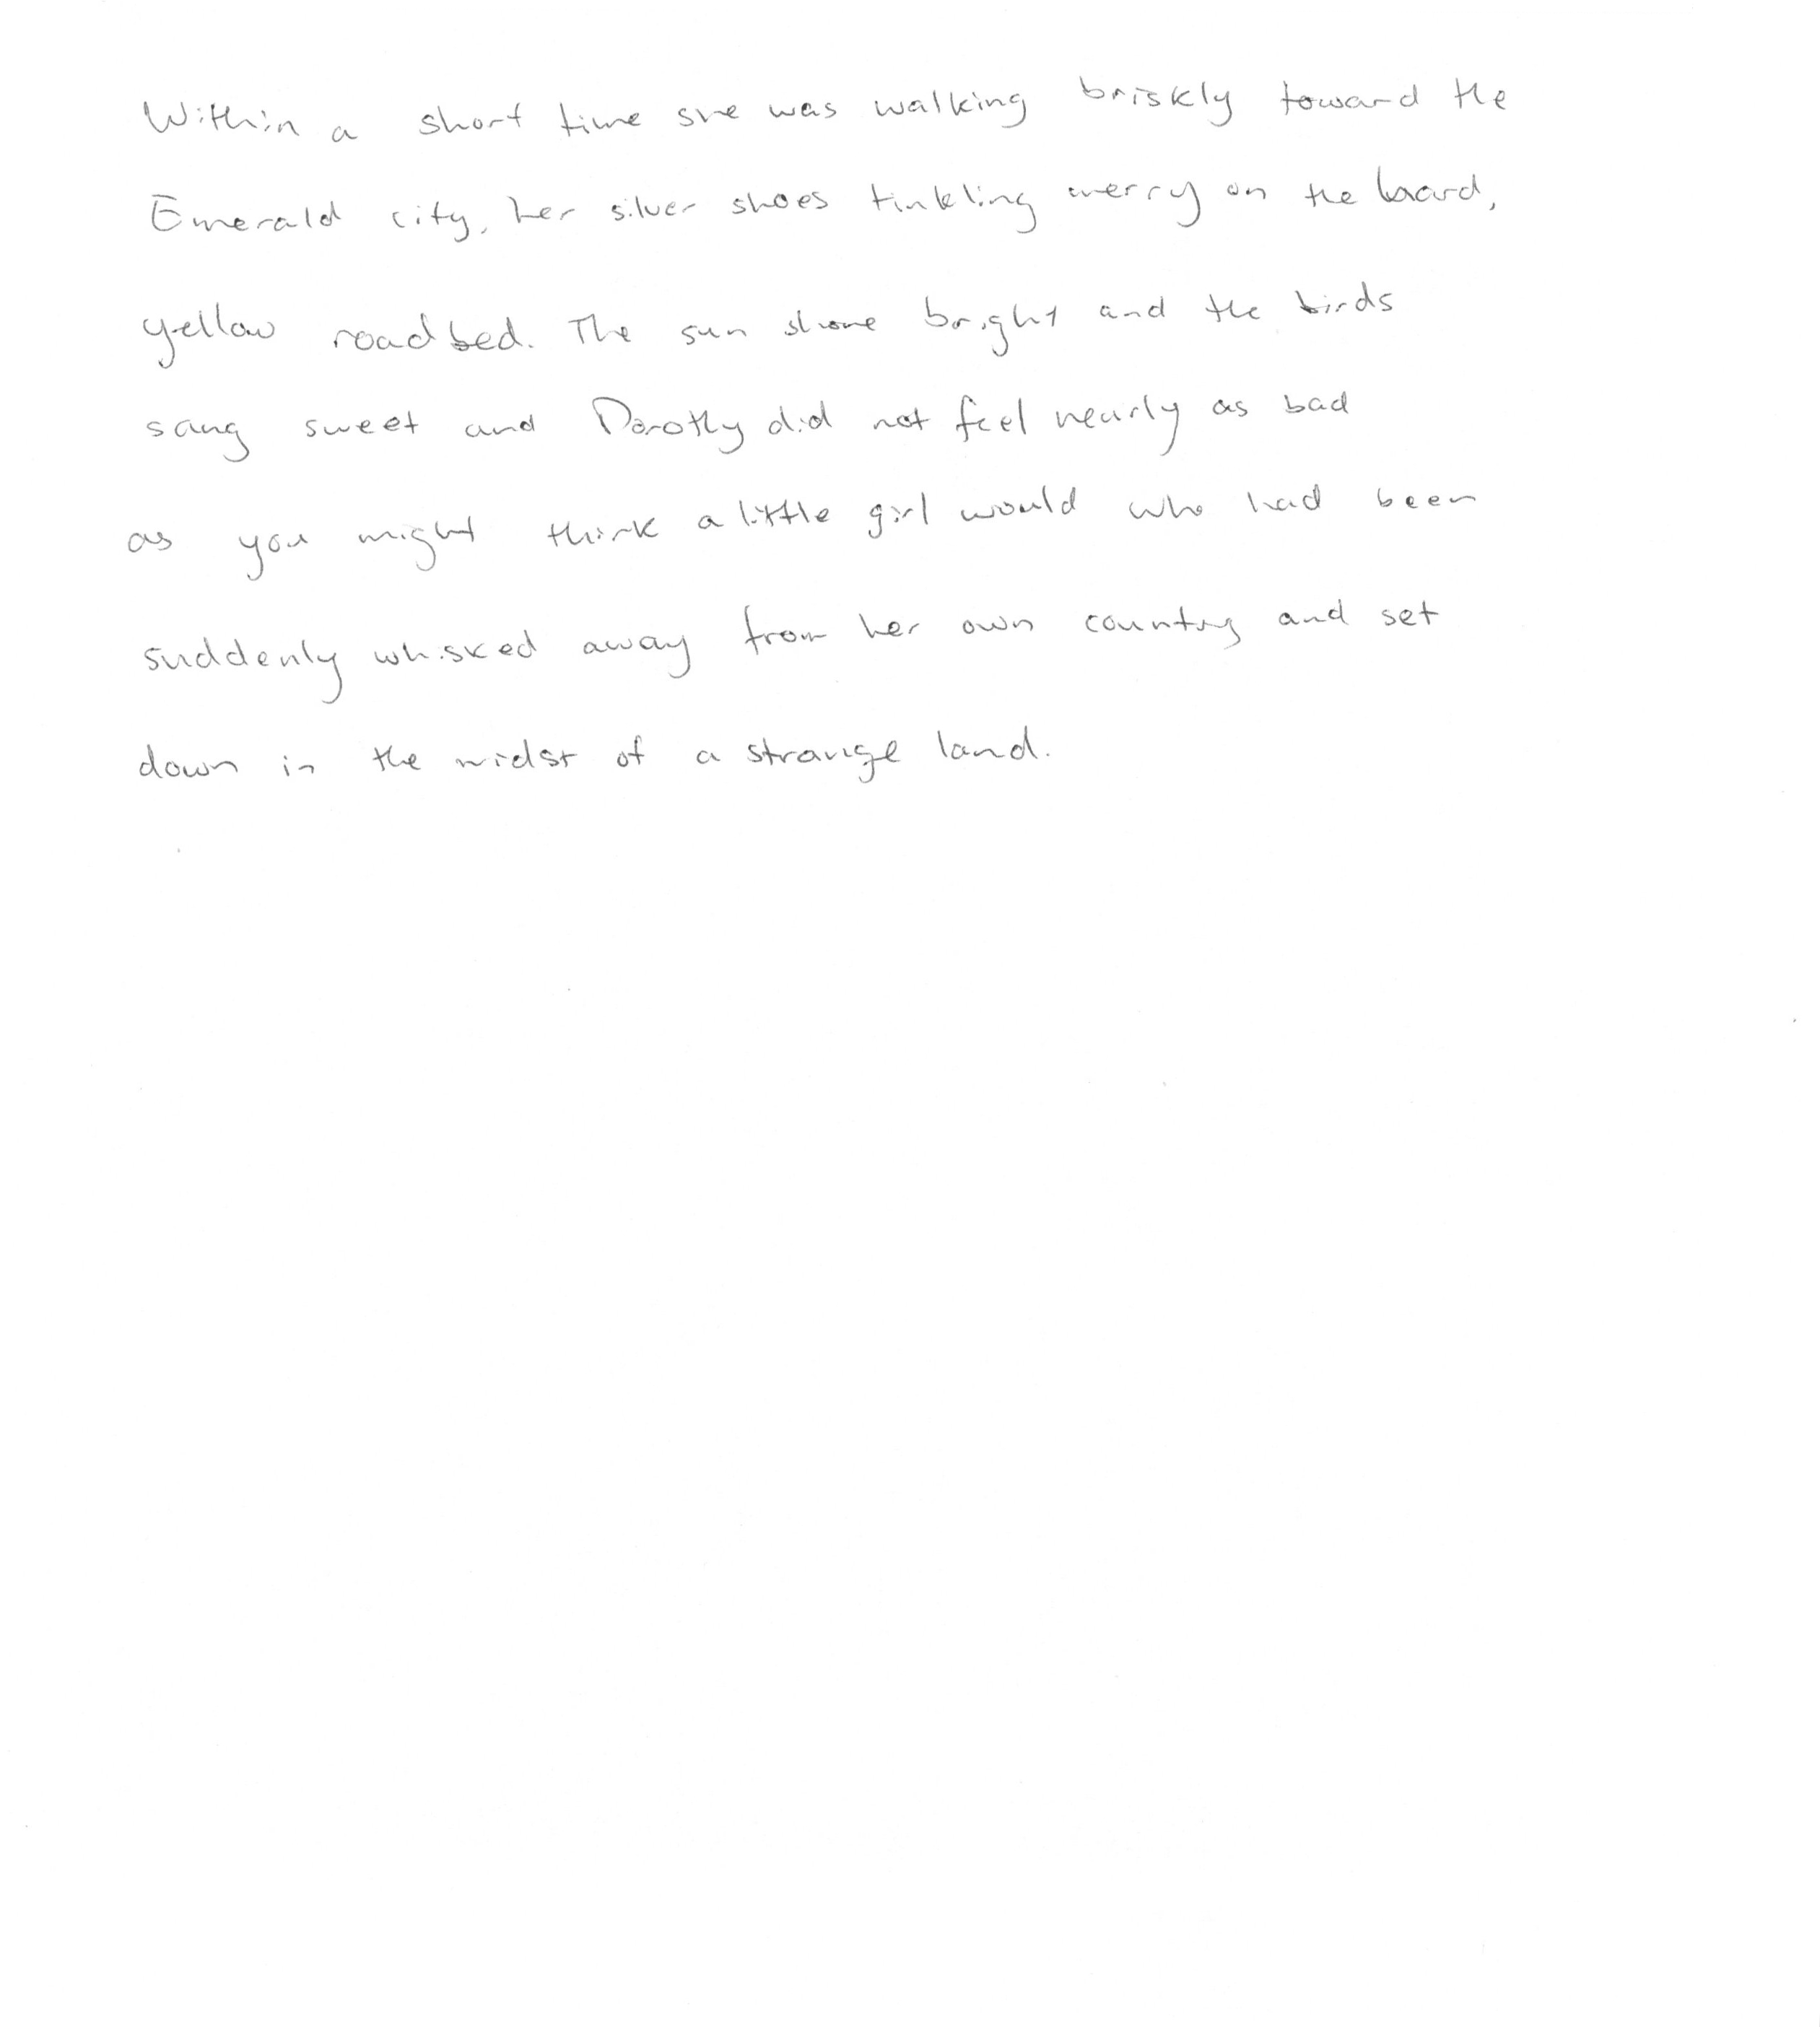 Within a short time she was walking briskly toward the
Emerald city, her silver shoes tinkling merry on the hard,
yellow roadbed. The sun shone bright and the birds
sang sweet and Dorothy did not feel nearly as bad
as you might think a little girl would who had been
suddenly whisked away from her own country and set
down in the midst of a strange land.